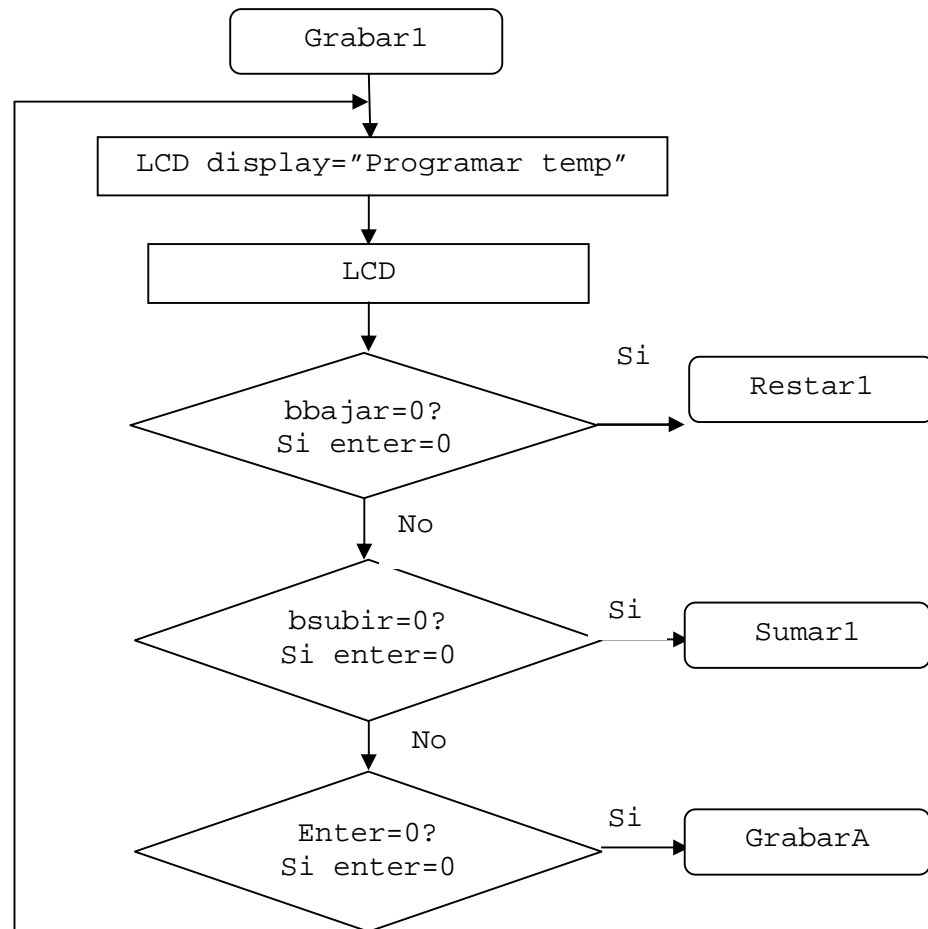 Grabar1
LCD display=”Programar temp”
LCD
Si
Restar1
bbajar=0?
Si enter=0
No
bsubir=0?
Si enter=0
Si
Sumar1
No
Enter=0?
Si enter=0
Si
GrabarA